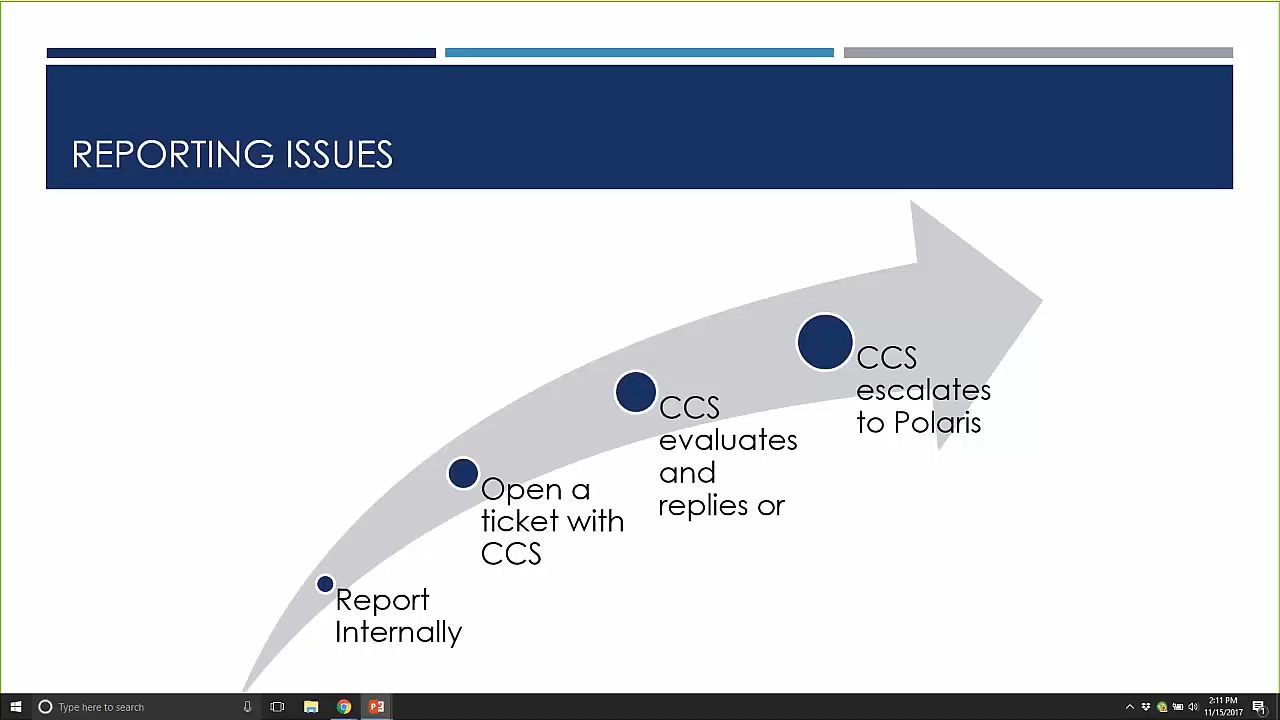 REPORTING ISSUES
CCS
escalates
to Polaris
CCS
evaluates
and
replies or
Open a
ticket with
CCS
Report
Internally
Type here to search
2:11 PM
11/15/2017